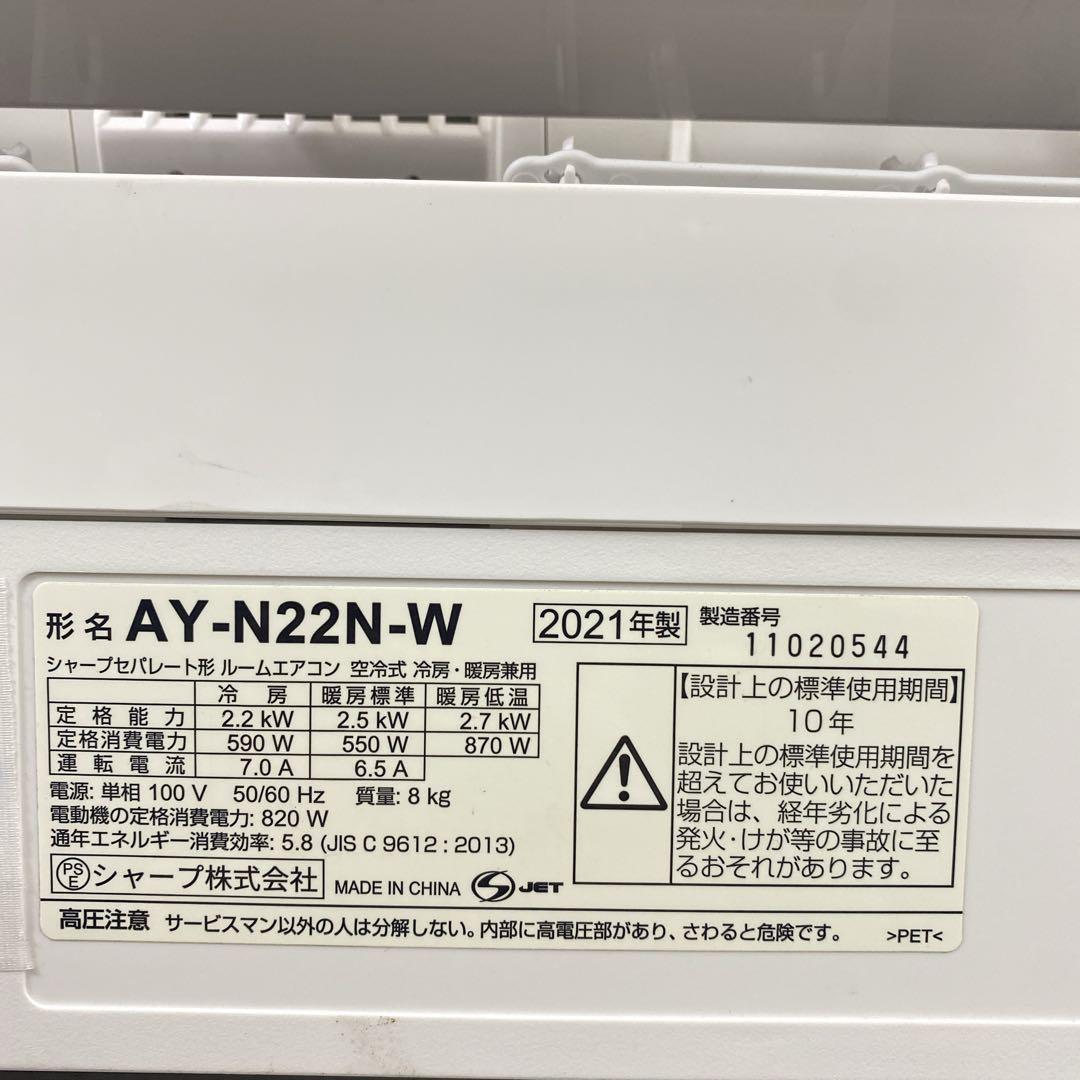 形名 AY-N22N-W 2021年製 製造番号 11020544
シャープセパレート形 ルームエアコン 空冷式 冷房・暖房兼用
冷房 暖房標準 暖房低温
定格能力 2.2 kW 2.5 kW 2.7 kW
定格消費電力 590 W 550 W 870 W
運転電流 7.0 A 6.5 A
電源: 単相 100 V 50/60 Hz 質量: 8 kg
電動機の定格消費電力: 820 W
通年エネルギー消費効率: 5.8 (JIS C 9612 : 2013)
PSE シャープ株式会社 MADE IN CHINA S JET
【設計上の標準使用期間】
10年
設計上の標準使用期間を
超えてお使いいただいた
場合は、経年劣化による
発火・けが等の事故に至
るおそれがあります。
高圧注意 サービスマン以外の人は分解しない。内部に高電圧部があり、さわると危険です。 >PET<